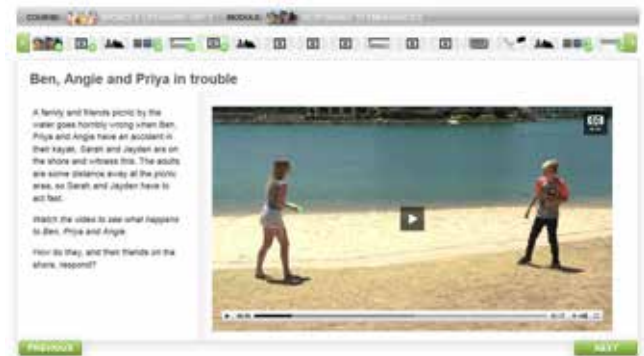 COURSE:
MODULE:
Ben, Angie and Priya in trouble
A family and friends picnic by the
water goes horribly wrong when Ben,
Priya and Angie have an accident in
their kayak. Sarah and Jayden are on
the shore and witness this. The adults
are some distance away at the picnic
area, so Sarah and Jayden have to
act fast.
Watch the video to see what happens
to Ben, Priya and Angie.
How do they, and their friends on the
shore, respond?
PREVIOUS
NEXT